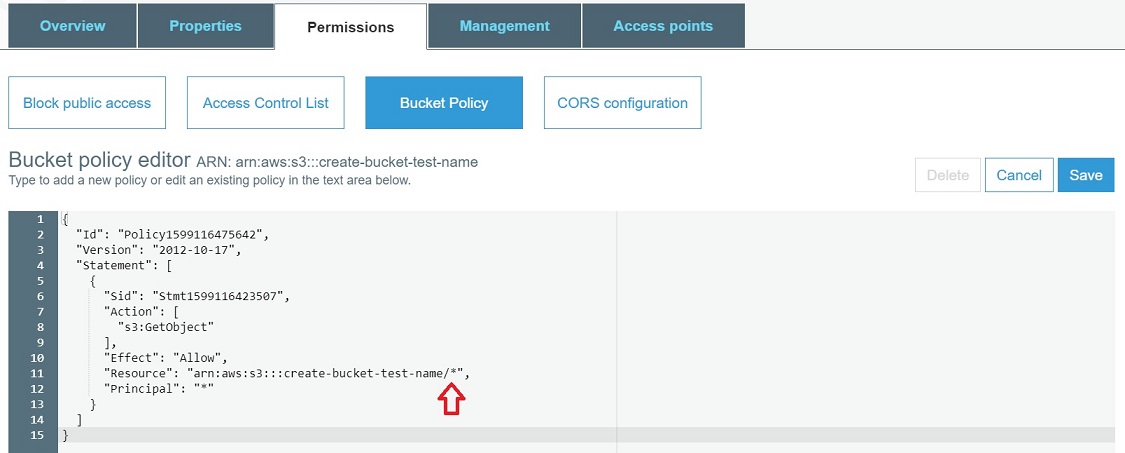 Overview Properties Permissions Management Access points
Block public access Access Control List Bucket Policy CORS configuration
Bucket policy editor ARN: arn:aws:s3:::create-bucket-test-name
Type to add a new policy or edit an existing policy in the text area below.
Delete Cancel Save
1 {
2 "Id": "Policy1599116475642",
3 "Version": "2012-10-17",
4 "Statement": [
5 {
6 "Sid": "Stmt1599116423507",
7 "Action": [
8 "s3:GetObject"
9 ],
10 "Effect": "Allow",
11 "Resource": "arn:aws:s3:::create-bucket-test-name/*",
12 "Principal": "*"
13 }
14 ]
15 }